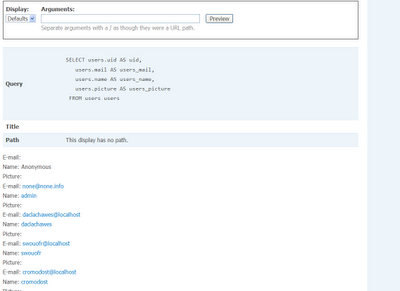 Display: Arguments:
Defaults Preview
Separate arguments with a / as though they were a URL path.
SELECT users.uid AS uid,
users.mail AS users_mail,
Query users.name AS users_name,
users.picture AS users_picture
FROM users users
Title
Path This display has no path.
E-mail:
Name: Anonymous
Picture:
E-mail: none@none.info
Name: admin
Picture:
E-mail: daclachawes@localhost
Name: daclachawes
Picture:
E-mail: swouofr@localhost
Name: swouofr
Picture:
E-mail: cromodost@localhost
Name: cromodost
Picture: